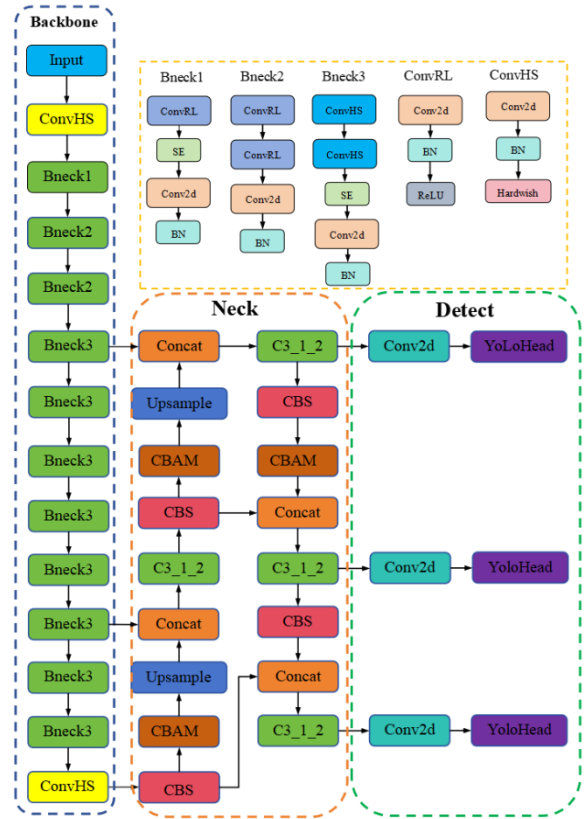 Backbone
Input
ConvHS
Bneck1
Bneck2
Bneck2
Bneck3
Bneck3
Bneck3
Bneck3
Bneck3
Bneck3
Bneck3
Bneck3
ConvHS
Bneck1
ConvRL
SE
Conv2d
BN
Bneck2
ConvRL
ConvRL
Conv2d
BN
Bneck3
ConvHS
ConvHS
SE
Conv2d
BN
ConvRL
Conv2d
BN
ReLU
ConvHS
Conv2d
BN
Hardwish
Neck
Concat
Upsample
CBAM
CBS
C3_1_2
Concat
Upsample
CBAM
CBS
C3_1_2
CBS
CBAM
Concat
C3_1_2
CBS
Concat
C3_1_2
Detect
Conv2d
YoLoHead
Conv2d
YoloHead
Conv2d
YoloHead